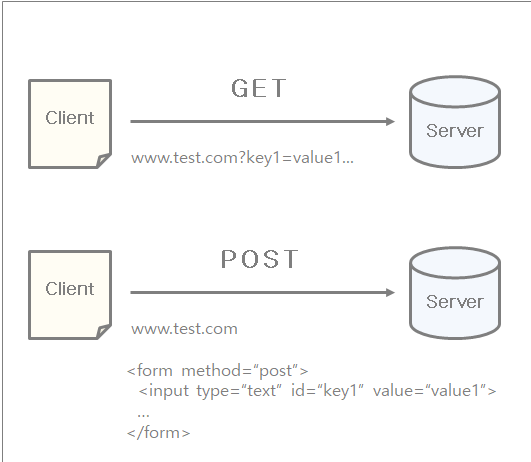 GET
Client
Server
www.test.com?key1=value1...
POST
Client
Server
www.test.com
<form method="post">
<input type="text" id="key1" value="value1">
...
</form>